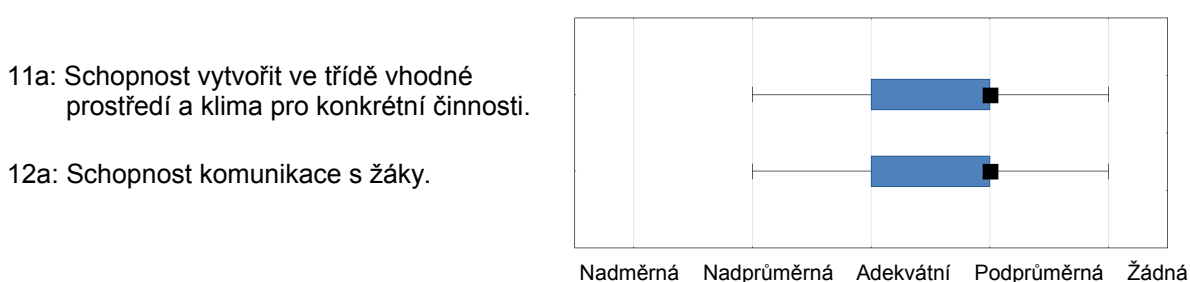 11a: Schopnost vytvořit ve třídě vhodné
prostředí a klima pro konkrétní činnosti.
12a: Schopnost komunikace s žáky.
Nadměrná Nadprůměrná Adekvátní Podprůměrná Žádná